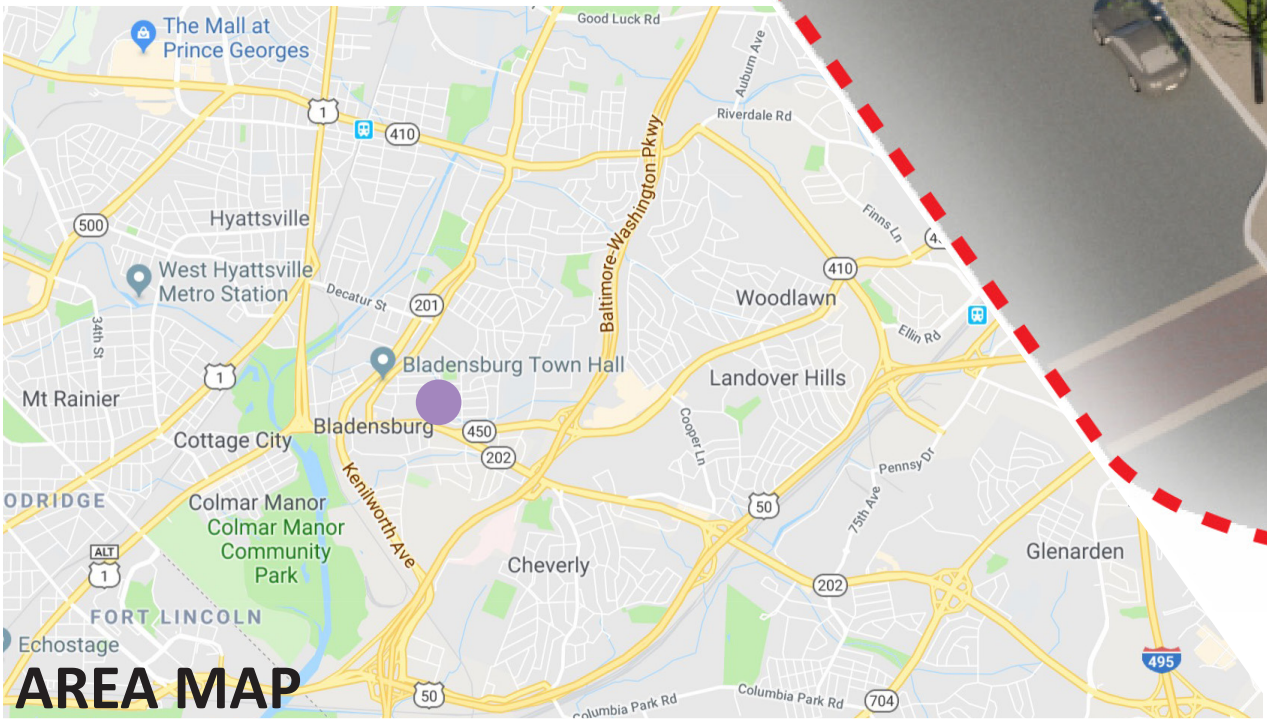 Good Luck Rd
The Mall at
Prince Georges
Auburn Ave
1
410
Riverdale Rd
Baltimore-Washington Pkwy
500
Hyattsville
Finns Ln
410
West Hyattsville
Metro Station
Decatur St
201
Woodlawn
34th St
Ellin Rd
1
Bladensburg Town Hall
Landover Hills
Mt Rainier
Cottage City
Bladensburg
450
202
Cooper Ln
Pennsy Dr
Kenilworth Ave
ODRIDGE
Colmar Manor
50
75th Ave
Colmar Manor
Community
Park
ALT
1
Cheverly
Glenarden
202
FORT LINCOLN
Echostage
495
AREA MAP
50
Columbia Park Rd
Columbia Park Rd
704